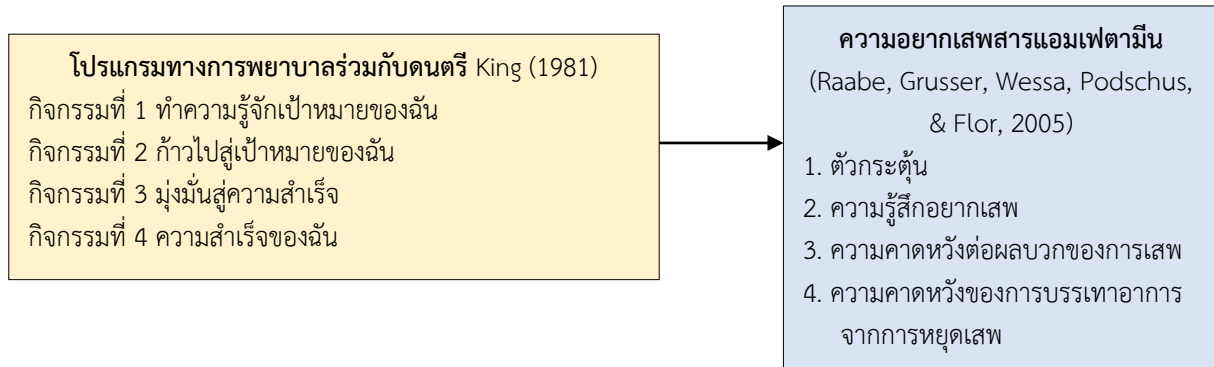 โปรแกรมทางการพยาบาลร่วมกับดนตรี King (1981)
กิจกรรมที่ 1 ทำความรู้จักเป้าหมายของฉัน
กิจกรรมที่ 2 ก้าวไปสู่เป้าหมายของฉัน
กิจกรรมที่ 3 มุ่งมั่นสู่ความสำเร็จ
กิจกรรมที่ 4 ความสำเร็จของฉัน
ความอยากเสพสารแอมเฟตามีน
(Raabe, Grusser, Wessa, Podschus,
& Flor, 2005)
1. ตัวกระตุ้น
2. ความรู้สึกอยากเสพ
3. ความคาดหวังต่อผลบวกของการเสพ
4. ความคาดหวังของการบรรเทาอาการ
จากการหยุดเสพ